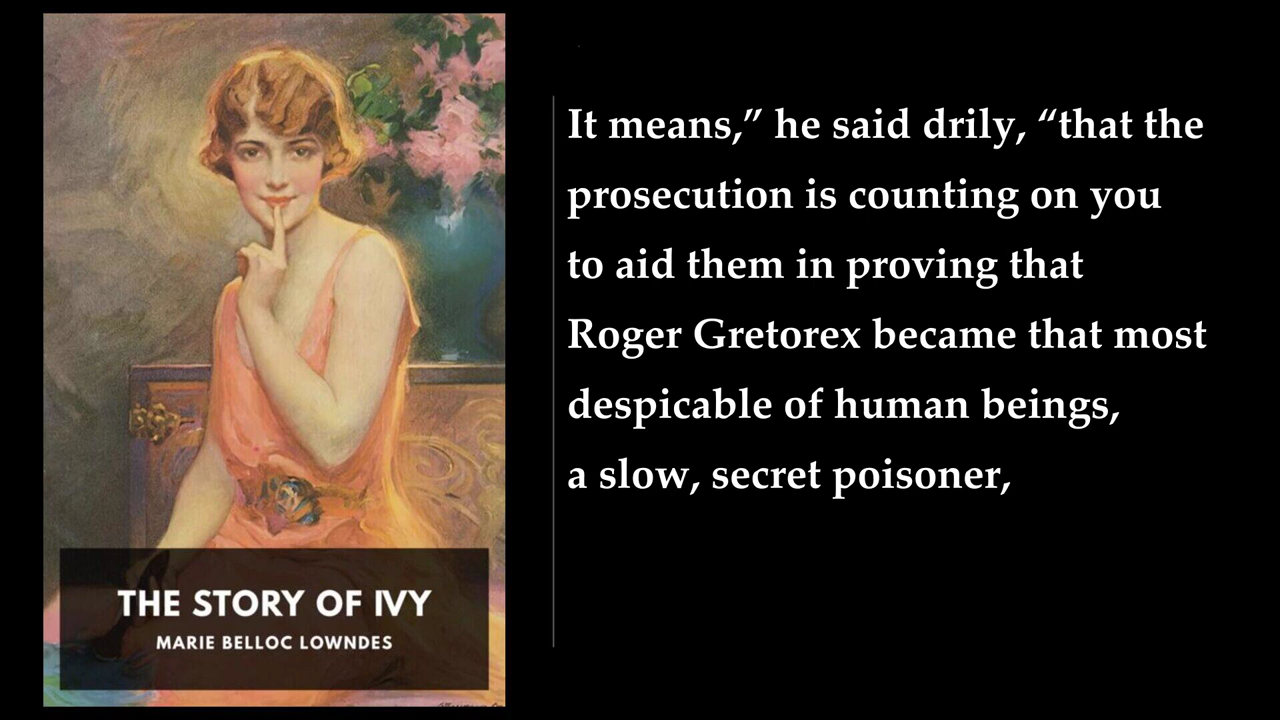 It means,” he said drily, “that the
prosecution is counting on you
to aid them in proving that
Roger Gretorex became that most
despicable of human beings,
a slow, secret poisoner,
THE STORY OF IVY
MARIE BELLOC LOWNDES